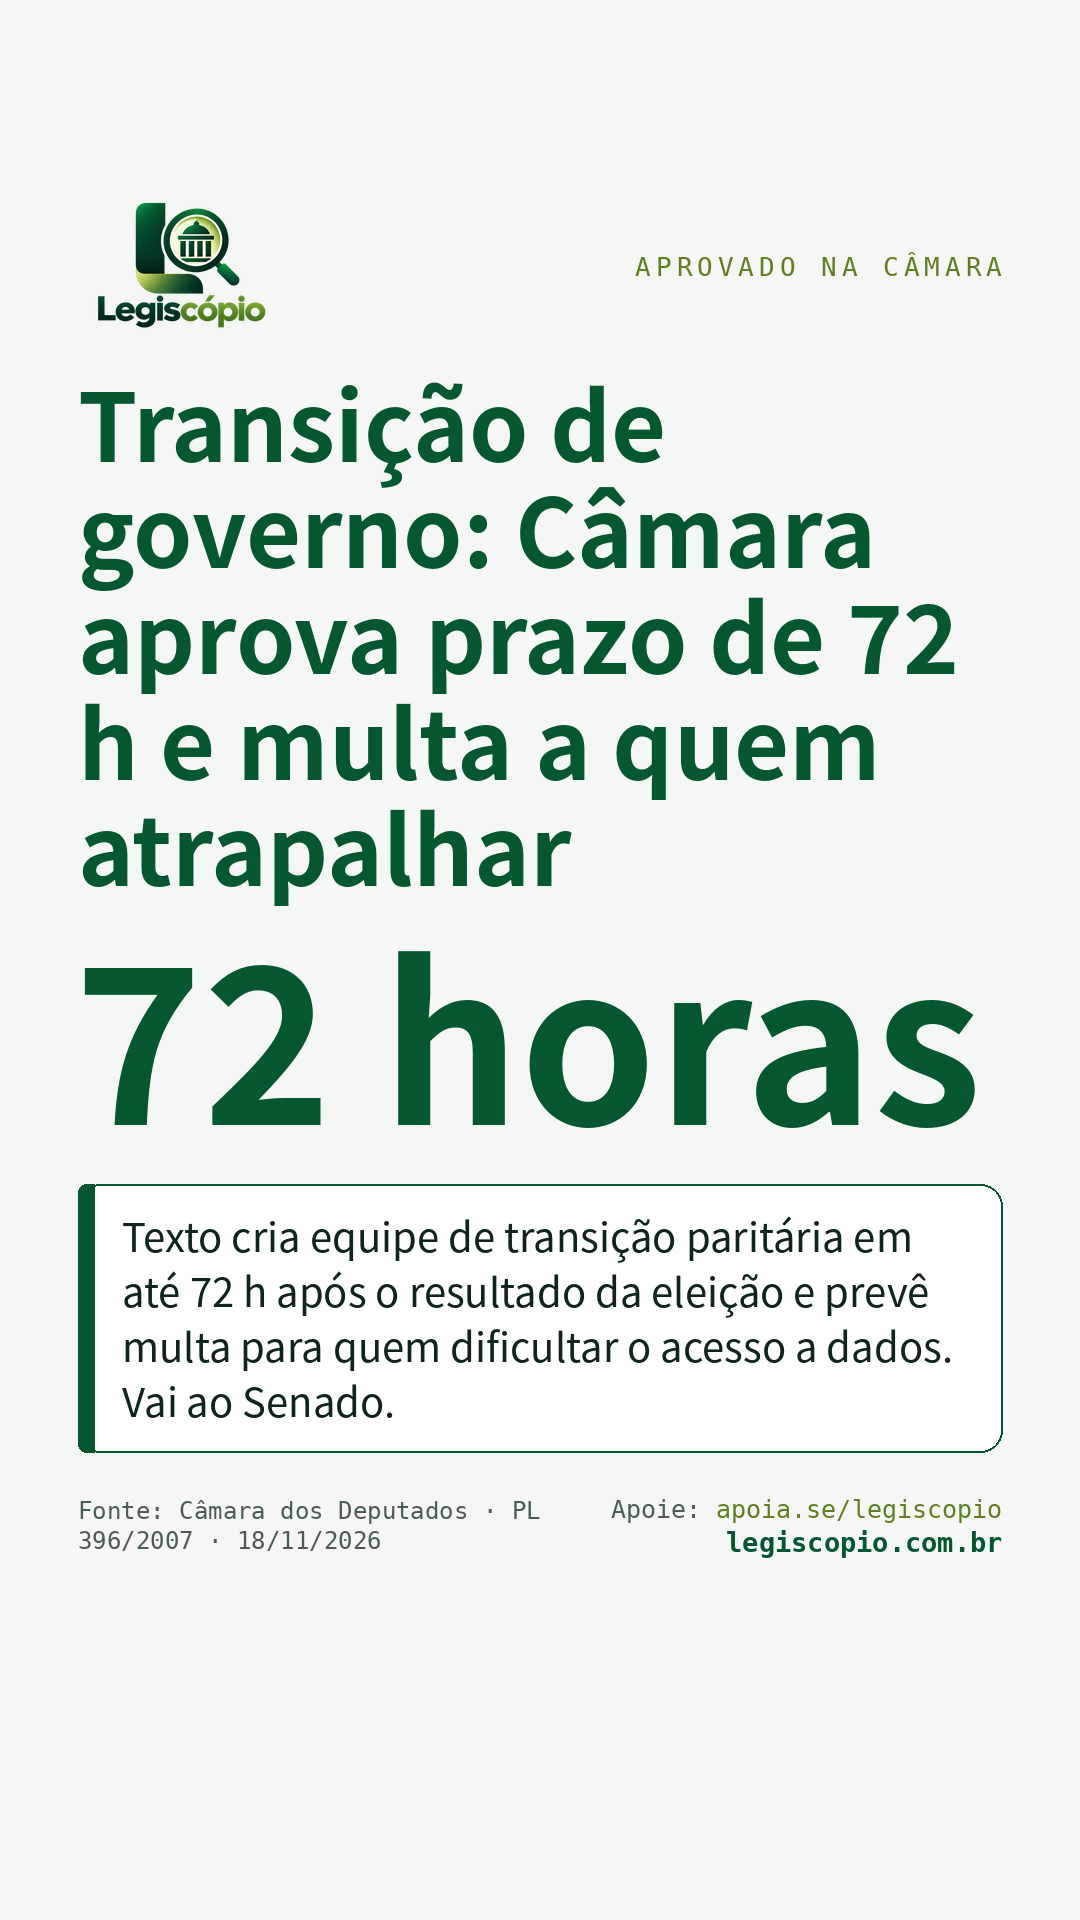 Legiscópio
APROVADO NA CÂMARA
Transição de
governo: Câmara
aprova prazo de 72
h e multa a quem
atrapalhar
72 horas
Texto cria equipe de transição paritária em
até 72 h após o resultado da eleição e prevê
multa para quem dificultar o acesso a dados.
Vai ao Senado.
Fonte: Câmara dos Deputados · PL
396/2007 · 18/11/2026
Apoie: apoia.se/legiscopio
legiscopio.com.br